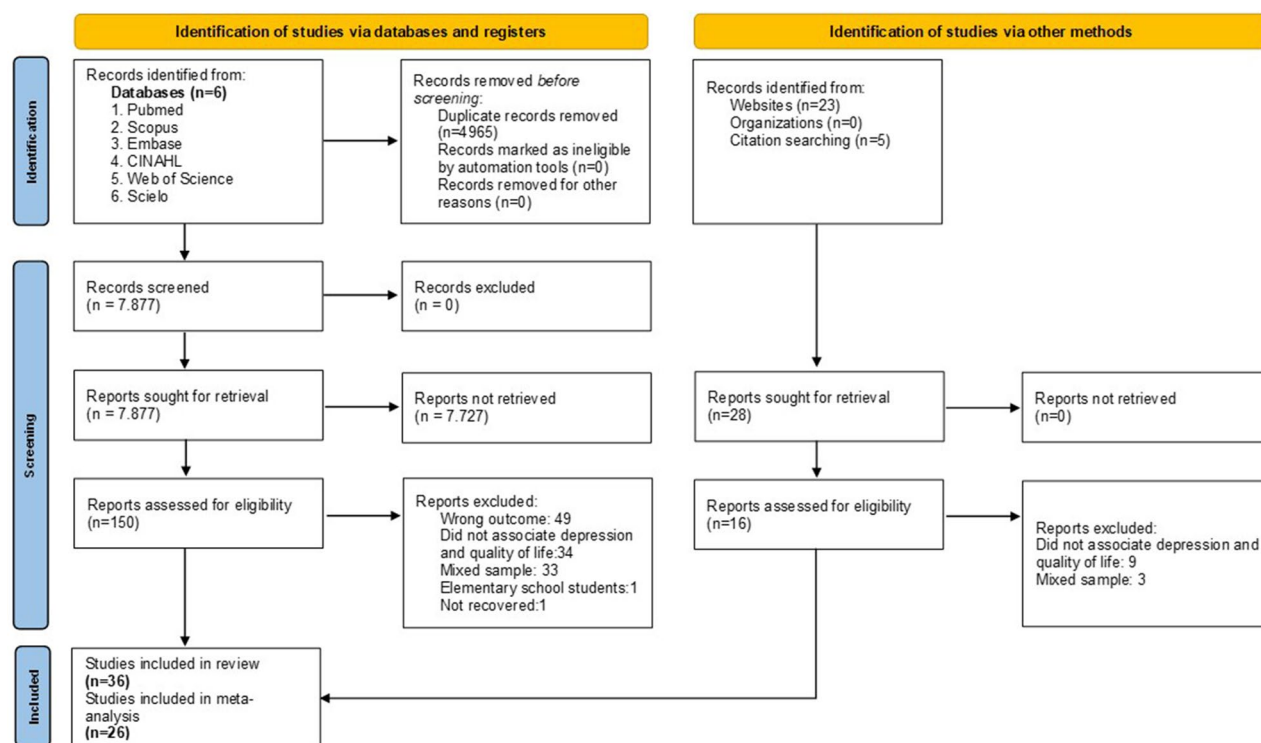 Identification of studies via databases and registers
Identification of studies via other methods
Identification
Records identified from:
Databases (n=6)
1. Pubmed
2. Scopus
3. Embase
4. CINAHL
5. Web of Science
6. Scielo
Records removed before
screening:
Duplicate records removed
(n=4965)
Records marked as ineligible
by automation tools (n=0)
Records removed for other
reasons (n=0)
Records identified from:
Websites (n=23)
Organizations (n=0)
Citation searching (n=5)
Screening
Records screened
(n = 7.877)
Records excluded
(n = 0)
Reports sought for retrieval
(n = 7.877)
Reports not retrieved
(n = 7.727)
Reports sought for retrieval
(n=28)
Reports not retrieved
(n=0)
Reports assessed for eligibility
(n=150)
Reports excluded:
Wrong outcome: 49
Did not associate depression
and quality of life:34
Mixed sample: 33
Elementary school students:1
Not recovered:1
Reports assessed for eligibility
(n=16)
Reports excluded:
Did not associate depression and
quality of life: 9
Mixed sample: 3
Included
Studies included in review
(n=36)
Studies included in meta-
analysis
(n=26)